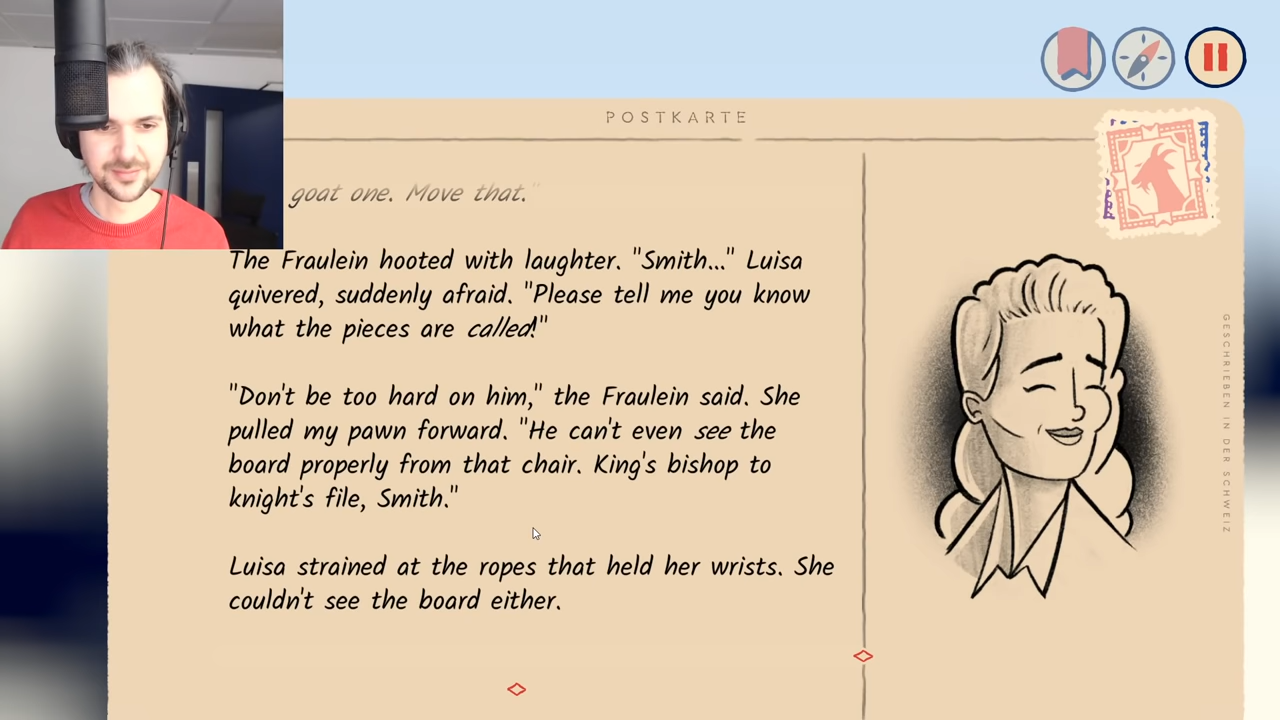 POSTKARTE
goat one. Move that."
The Fraulein hooted with laughter. "Smith..." Luisa
quivered, suddenly afraid. "Please tell me you know
what the pieces are called!"
"Don't be too hard on him," the Fraulein said. She
pulled my pawn forward. "He can't even see the
board properly from that chair. King's bishop to
knight's file, Smith."
Luisa strained at the ropes that held her wrists. She
couldn't see the board either.
GESCHRIEBEN IN DER SCHWEIZ